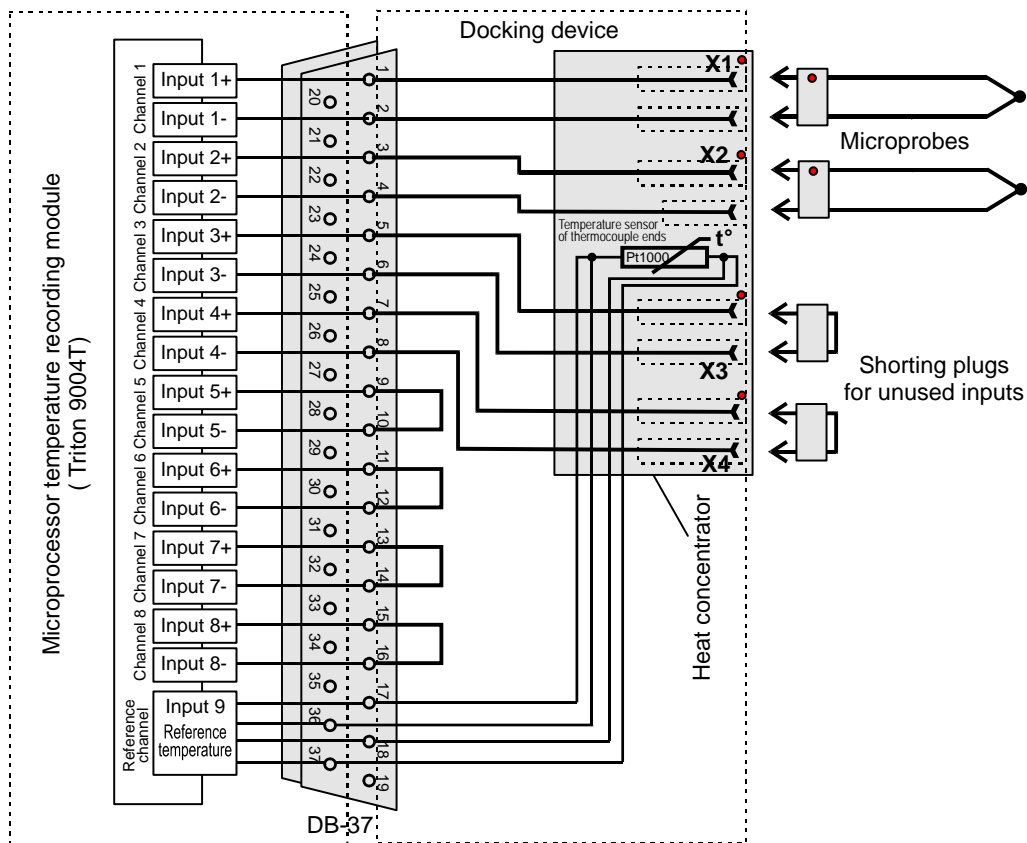 Docking device
Microprocessor temperature recording module
( Triton 9004T)
Channel 1
Input 1+
Input 1-
Channel 2
Input 2+
Input 2-
Channel 3
Input 3+
Input 3-
Channel 4
Input 4+
Input 4-
Channel 5
Input 5+
Input 5-
Channel 6
Input 6+
Input 6-
Channel 7
Input 7+
Input 7-
Channel 8
Input 8+
Input 8-
Reference
channel
Input 9
Reference
temperature
1
20
2
21
3
22
4
23
5
24
6
25
7
26
8
27
9
28
10
29
11
30
12
31
13
32
14
33
15
34
16
35
17
36
18
37
19
DB-37
X1
X2
Temperature sensor
of thermocouple ends
t°
Pt1000
X3
X4
Heat concentrator
Microprobes
Shorting plugs
for unused inputs